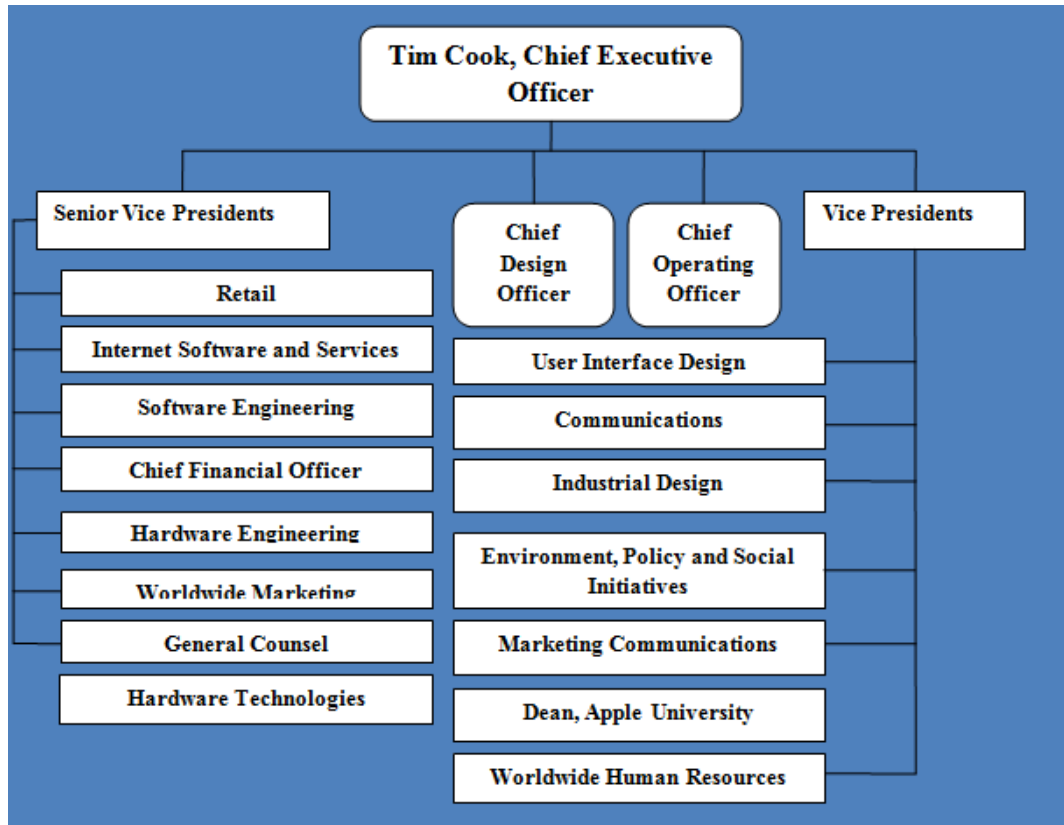 Tim Cook, Chief Executive
Officer
Senior Vice Presidents
Chief
Design
Officer
Chief
Operating
Officer
Vice Presidents
Retail
Internet Software and Services
Software Engineering
Chief Financial Officer
Hardware Engineering
Worldwide Marketing
General Counsel
Hardware Technologies
User Interface Design
Communications
Industrial Design
Environment, Policy and Social
Initiatives
Marketing Communications
Dean, Apple University
Worldwide Human Resources